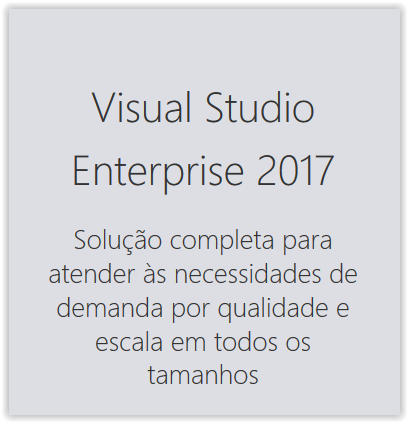 Visual Studio
Enterprise 2017
Solução completa para
atender às necessidades de
demanda por qualidade e
escala em todos os
tamanhos